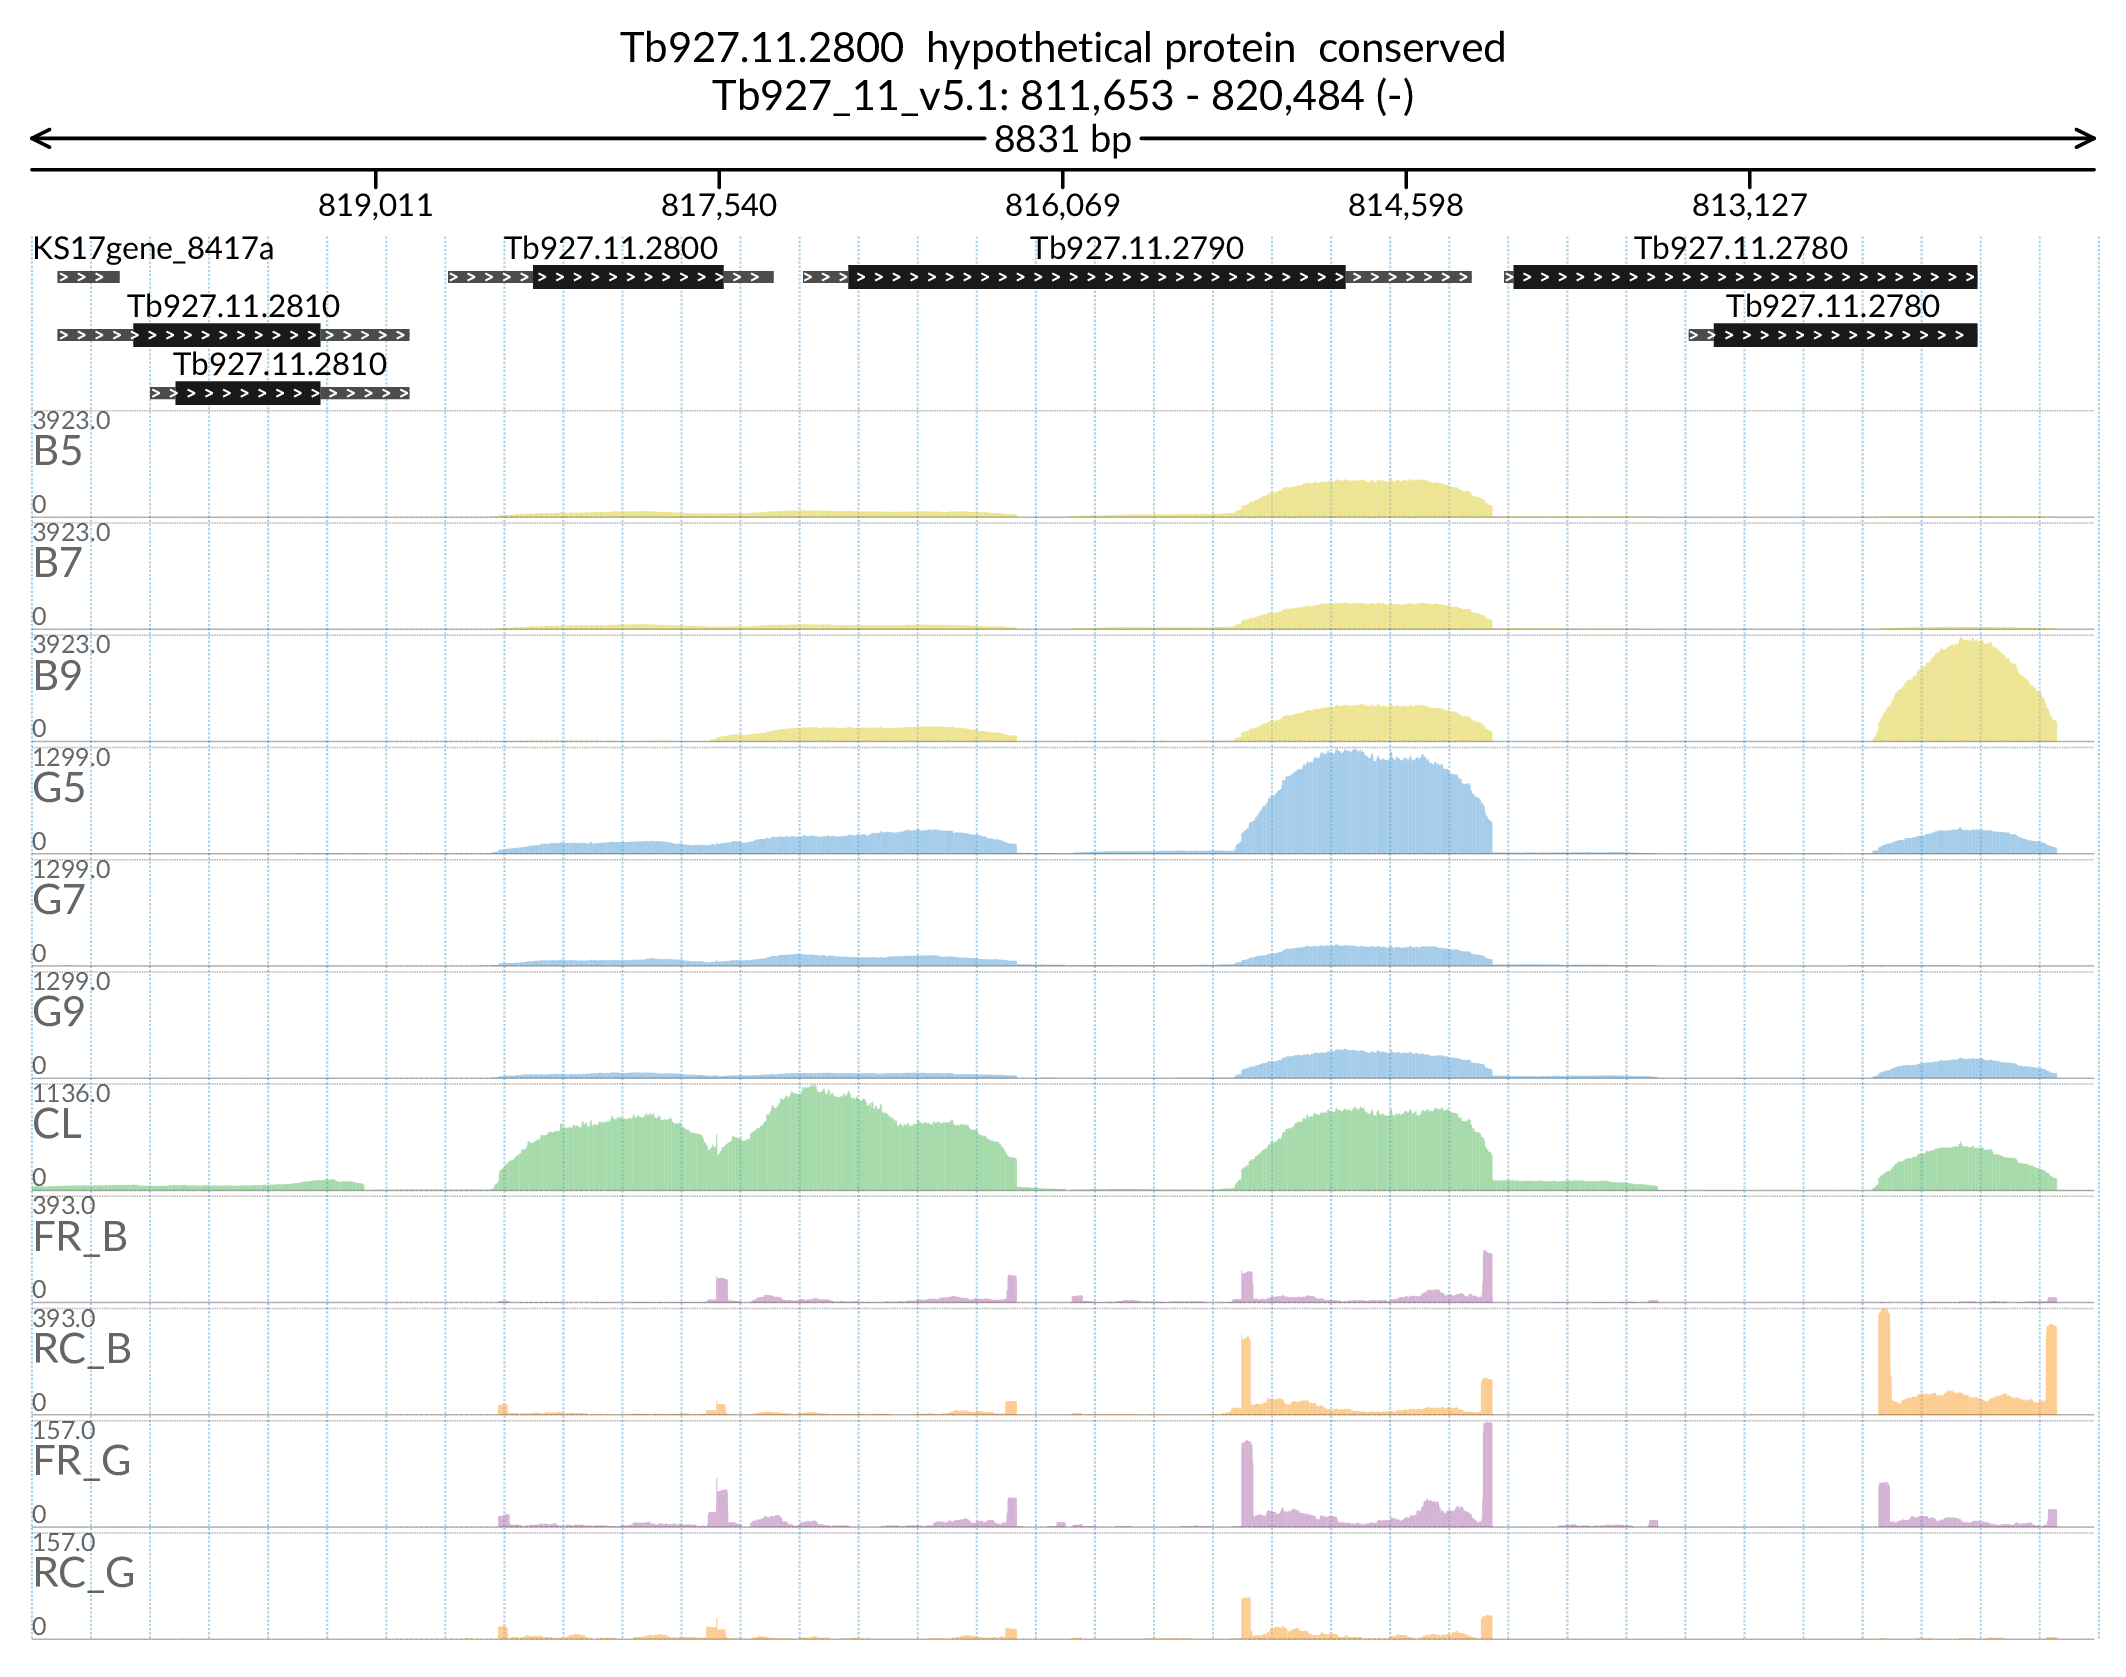 Tb927.11.2800  hypothetical protein  conserved
Tb927_11_v5.1: 811,653 - 820,484 (-)
8831 bp
819,011 817,540 816,069 814,598 813,127
KS17gene_8417a Tb927.11.2800 Tb927.11.2790 Tb927.11.2780
Tb927.11.2810 Tb927.11.2780
Tb927.11.2810
3923.0
B5
0
3923.0
B7
0
3923.0
B9
0
1299.0
G5
0
1299.0
G7
0
1299.0
G9
0
1136.0
CL
0
393.0
FR_B
0
393.0
RC_B
0
157.0
FR_G
0
157.0
RC_G
0